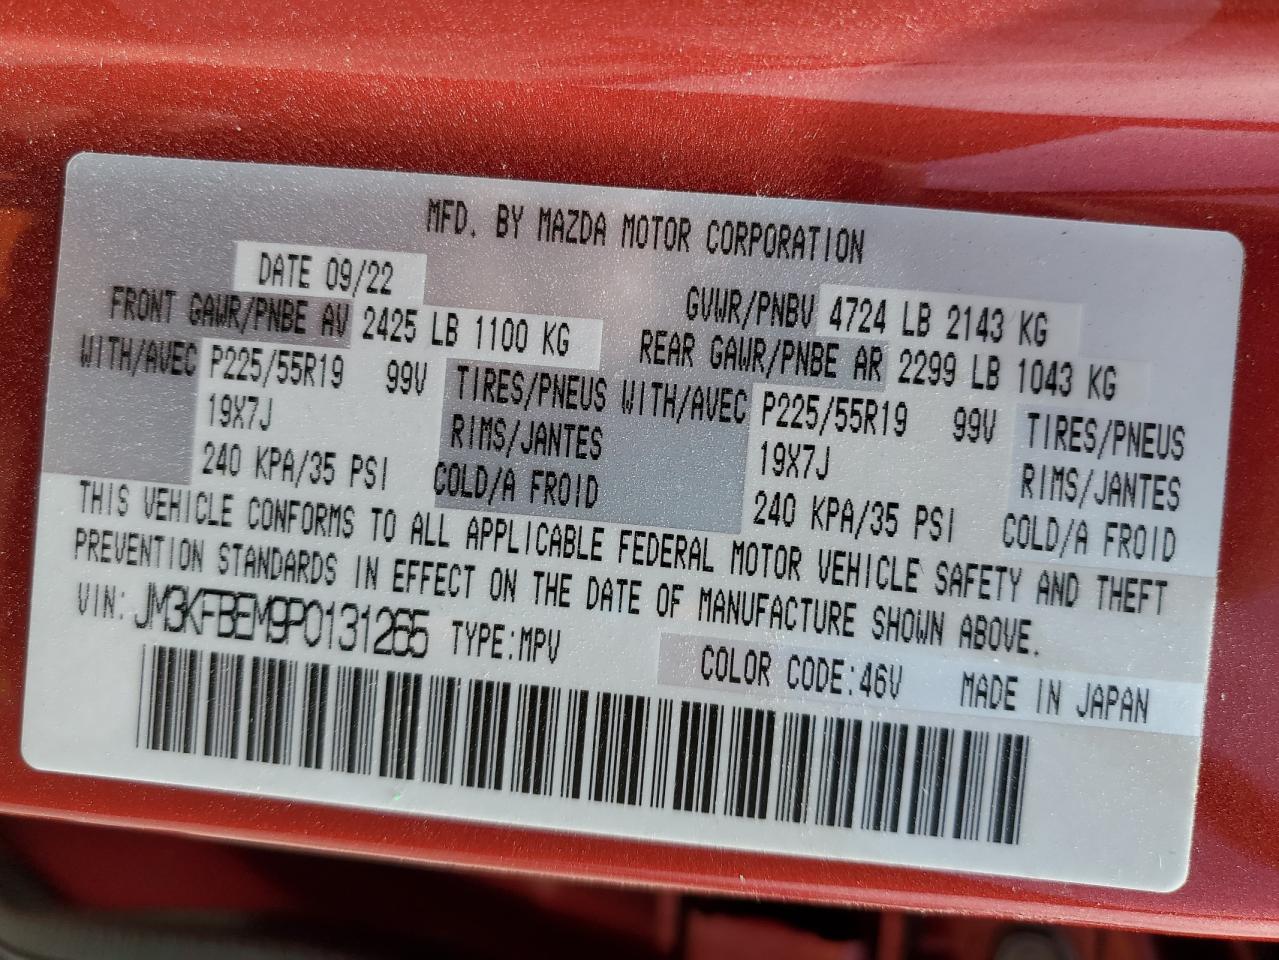 MFD. BY MAZDA MOTOR CORPORATION
DATE 09/22
GVWR/PNBV 4724 LB 2143 KG
FRONT GAWR/PNBE AV 2425 LB 1100 KG
REAR GAWR/PNBE AR 2299 LB 1043 KG
WITH/AVEC P225/55R19 99V TIRES/PNEUS WITH/AVEC P225/55R19 99V TIRES/PNEUS
19X7J RIMS/JANTES 19X7J RIMS/JANTES
240 KPA/35 PSI COLD/A FROID 240 KPA/35 PSI COLD/A FROID
THIS VEHICLE CONFORMS TO ALL APPLICABLE FEDERAL MOTOR VEHICLE SAFETY AND THEFT
PREVENTION STANDARDS IN EFFECT ON THE DATE OF MANUFACTURE SHOWN ABOVE.
VIN: JM3KFBEM9P0131265 TYPE:MPV COLOR CODE:46V MADE IN JAPAN